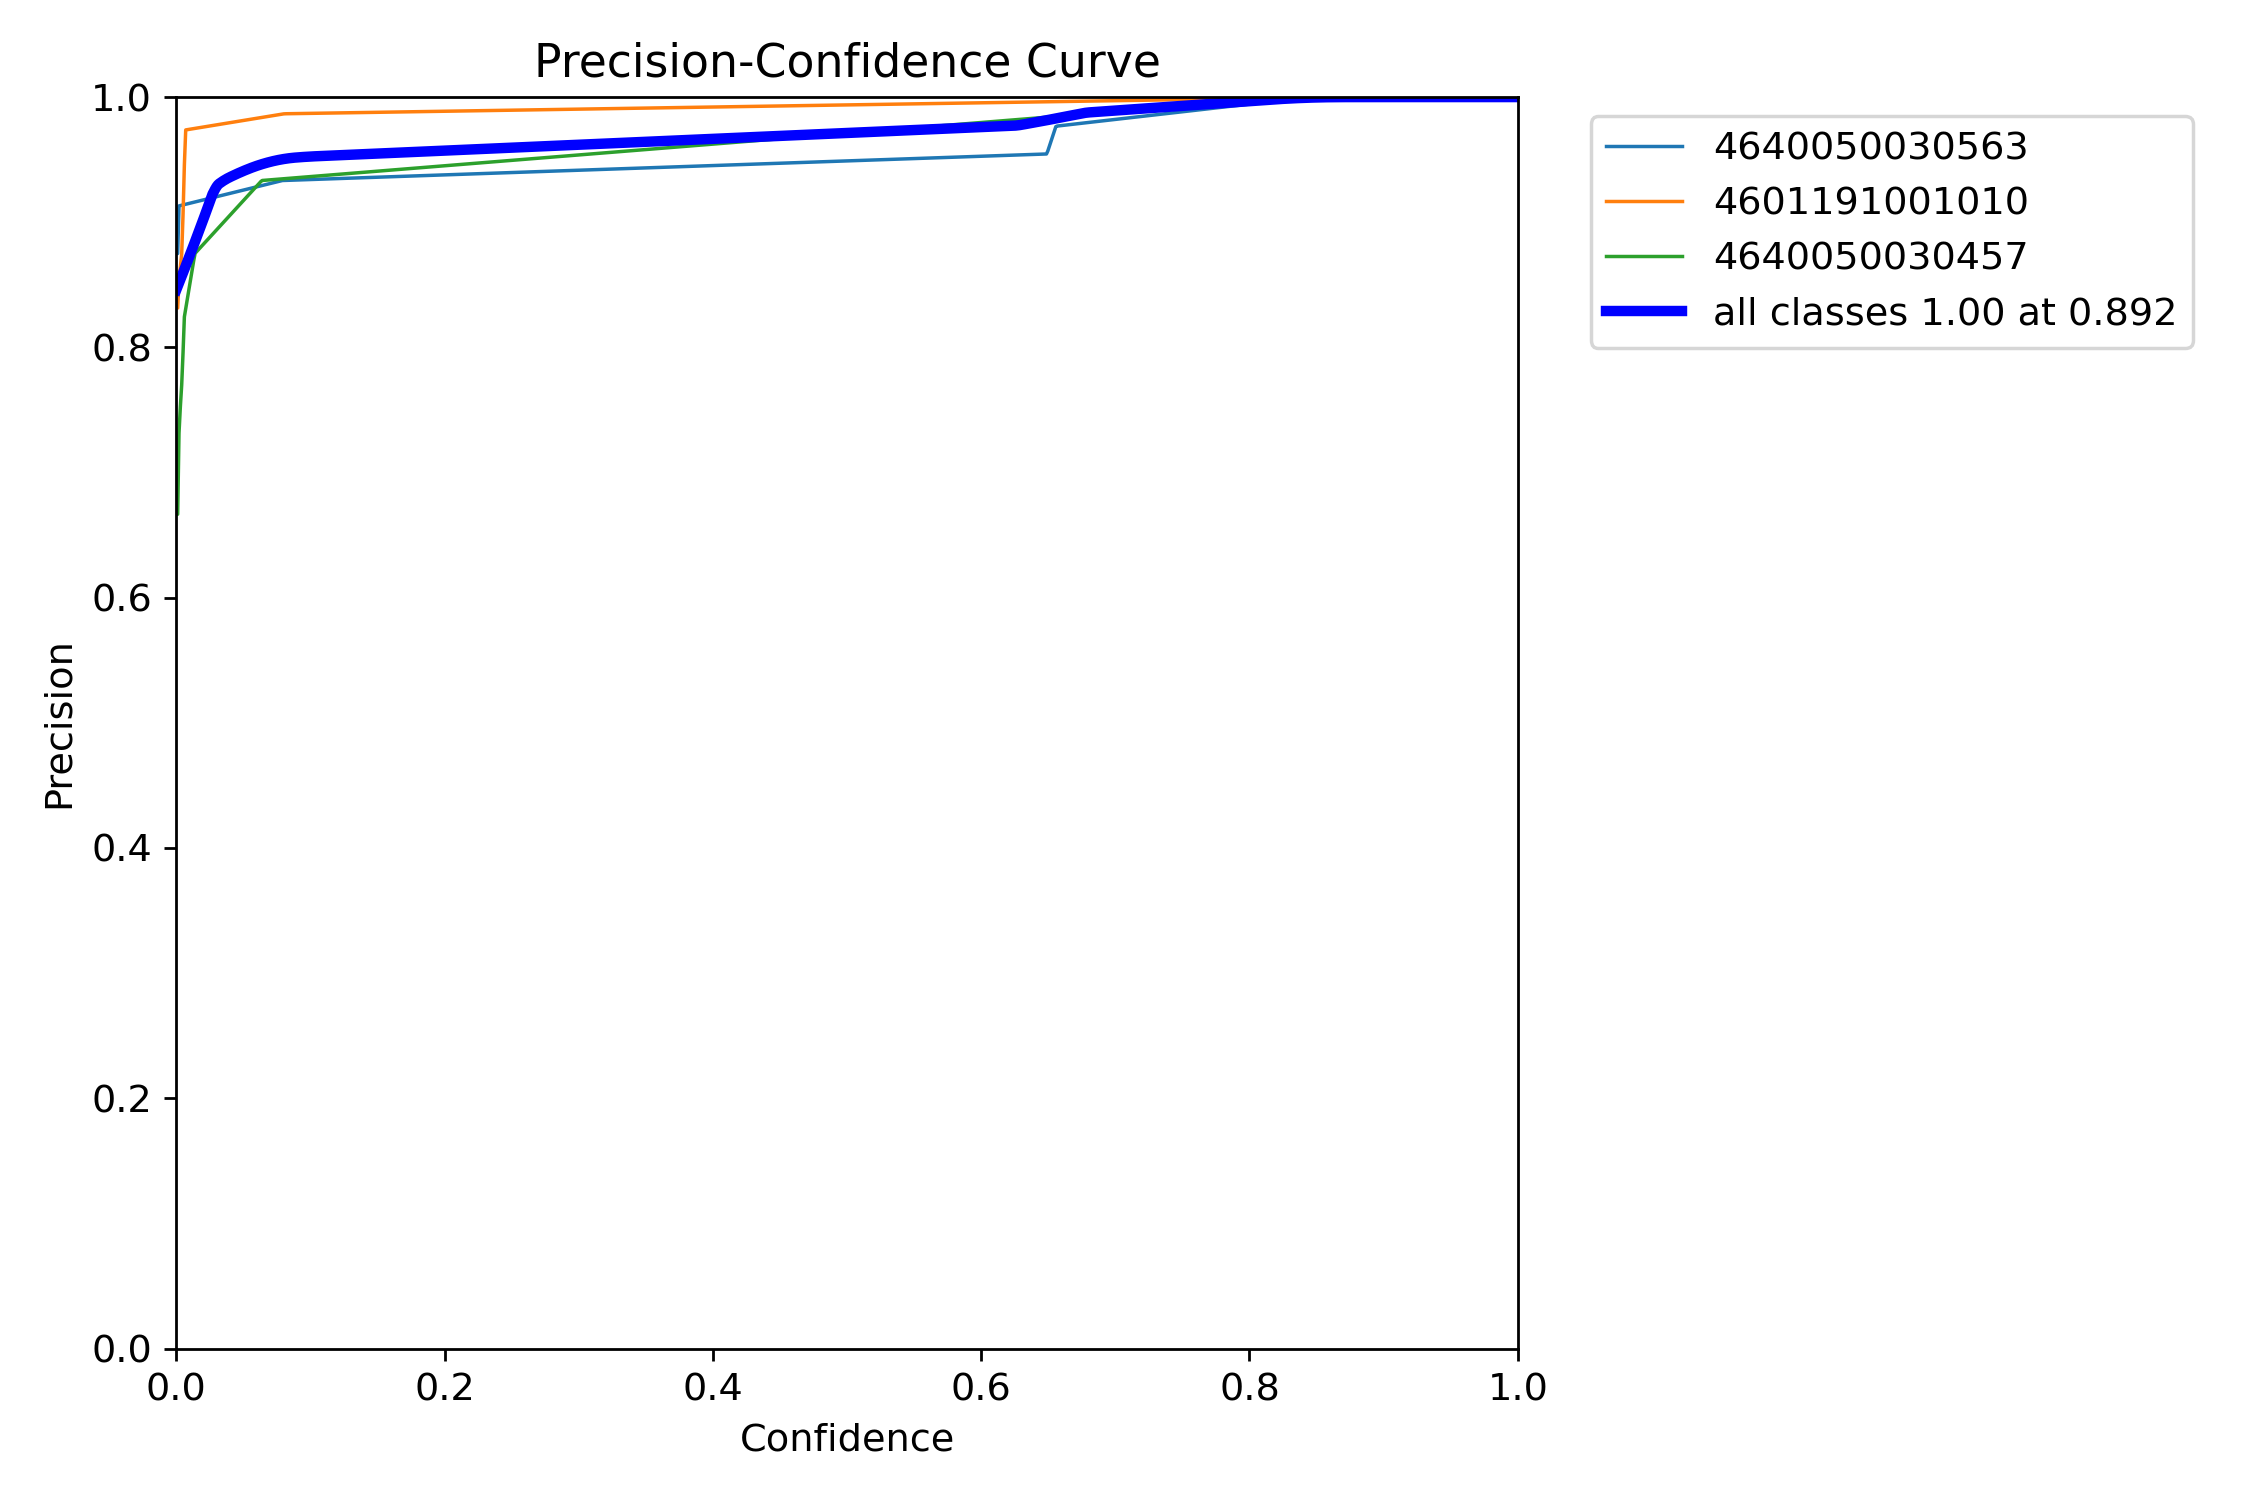 Precision-Confidence Curve
1.0
0.8
0.6
0.4
0.2
0.0
Precision
0.0 0.2 0.4 0.6 0.8 1.0
Confidence
4640050030563
4601191001010
4640050030457
all classes 1.00 at 0.892